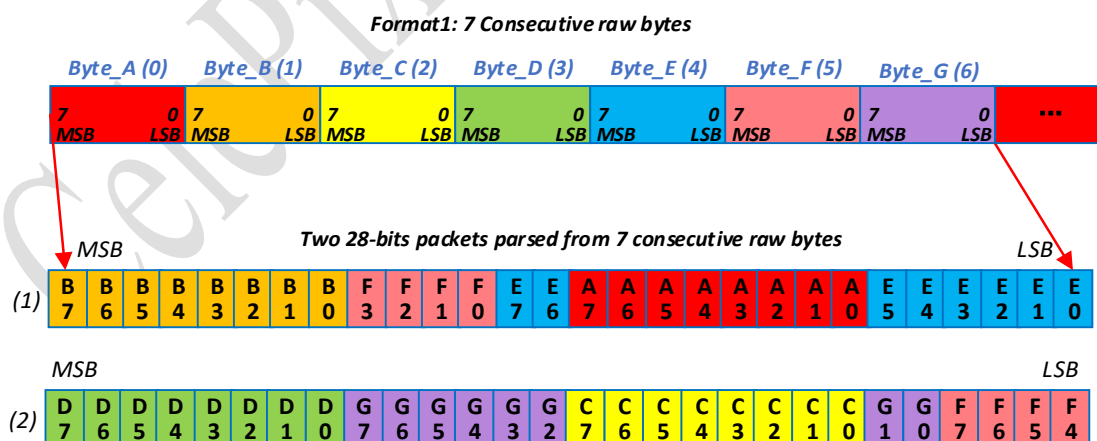 Format1: 7 Consecutive raw bytes
Byte_A (0) Byte_B (1) Byte_C (2) Byte_D (3) Byte_E (4) Byte_F (5) Byte_G (6)
7 0 7 0 7 0 7 0 7 0 7 0 7 0 ...
MSB LSB MSB LSB MSB LSB MSB LSB MSB LSB MSB LSB MSB LSB
Two 28-bits packets parsed from 7 consecutive raw bytes
MSB LSB
(1) B B B B B B B B F F F F E E A A A A A A A A E E E E E E
7 6 5 4 3 2 1 0 3 2 1 0 7 6 7 6 5 4 3 2 1 0 5 4 3 2 1 0
MSB LSB
(2) D D D D D D D D G G G G G G C C C C C C C C G G F F F F
7 6 5 4 3 2 1 0 7 6 5 4 3 2 7 6 5 4 3 2 1 0 1 0 7 6 5 4